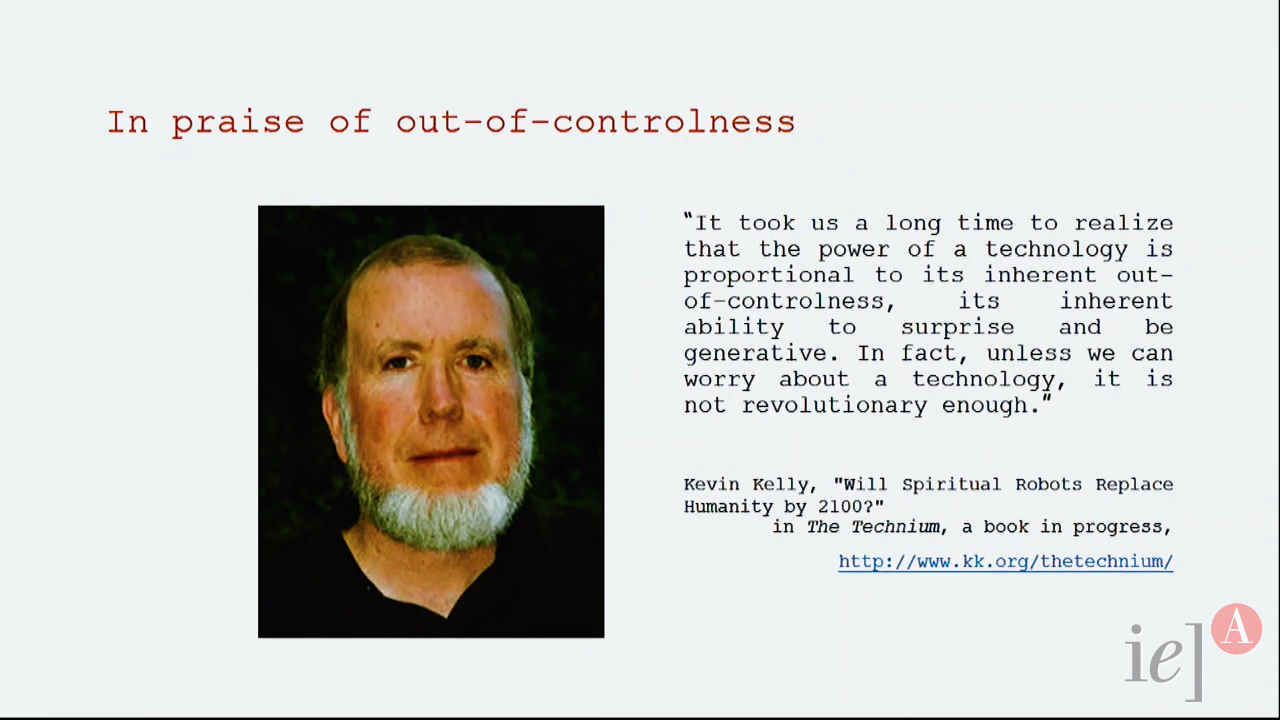 In praise of out-of-controlness
"It took us a long time to realize
that the power of a technology is
proportional to its inherent out-
of-controlness, its inherent
ability to surprise and be
generative. In fact, unless we can
worry about a technology, it is
not revolutionary enough."
Kevin Kelly, "Will Spiritual Robots Replace
Humanity by 2100?"
in The Technium, a book in progress,
http://www.kk.org/thetechnium/
ie] A